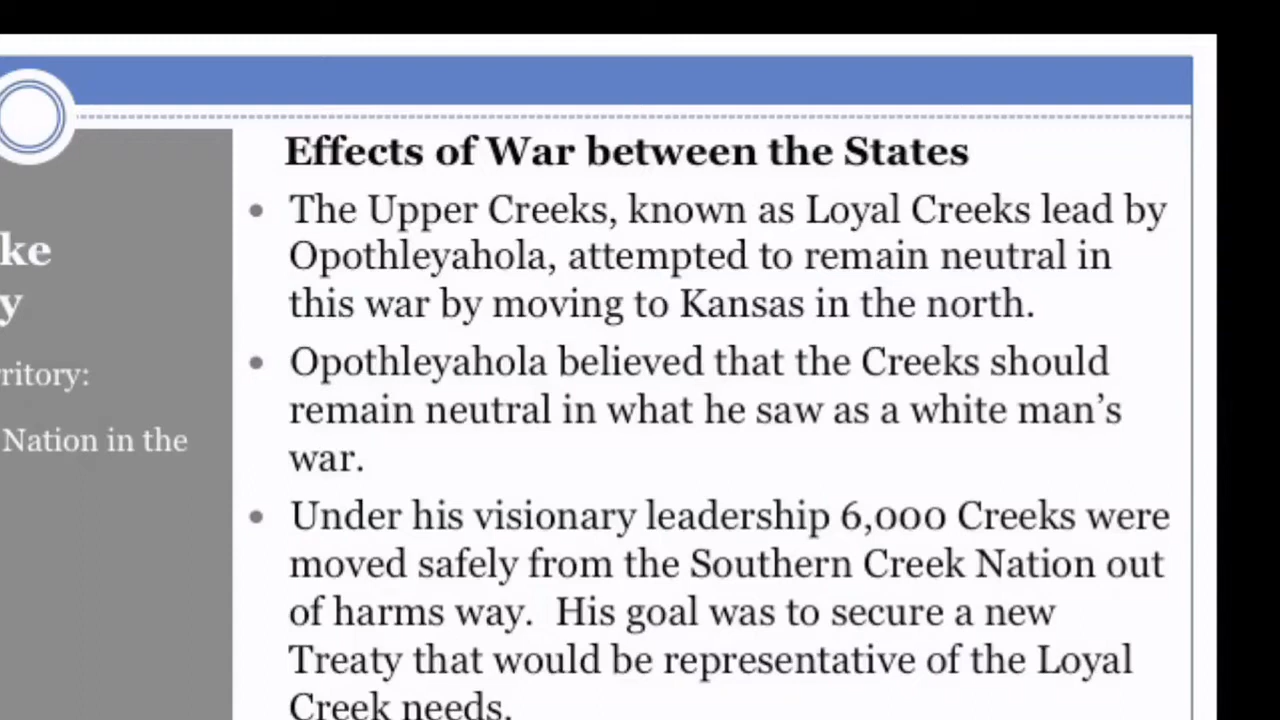 Effects of War between the States
The Upper Creeks, known as Loyal Creeks lead by
Opothleyahola, attempted to remain neutral in
this war by moving to Kansas in the north.
Opothleyahola believed that the Creeks should
remain neutral in what he saw as a white man's
war.
Under his visionary leadership 6,000 Creeks were
moved safely from the Southern Creek Nation out
of harms way.  His goal was to secure a new
Treaty that would be representative of the Loyal
Creek needs.
ke
y
ritory:
Nation in the